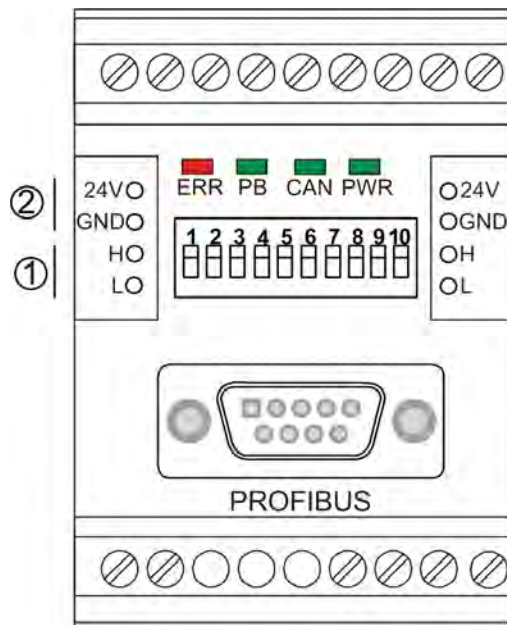 ERR PB CAN PWR
② 24V
GND
① H
L
1 2 3 4 5 6 7 8 9 10
24V
GND
H
L
PROFIBUS